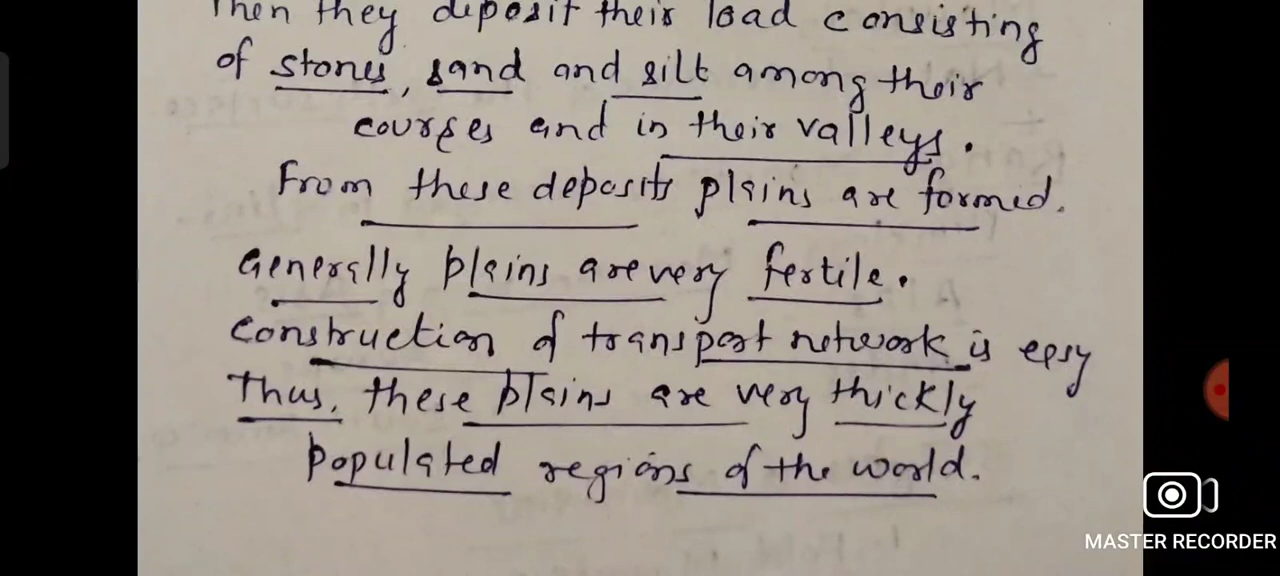 Then they deposit their load consisting
of stones, sand and silt among their
courses and in their valleys.
From these deposits plains are formed.
Generally plains are very fertile.
construction of transport network is easy
Thus, these plains are very thickly
populated regions of the world.
MASTER RECORDER